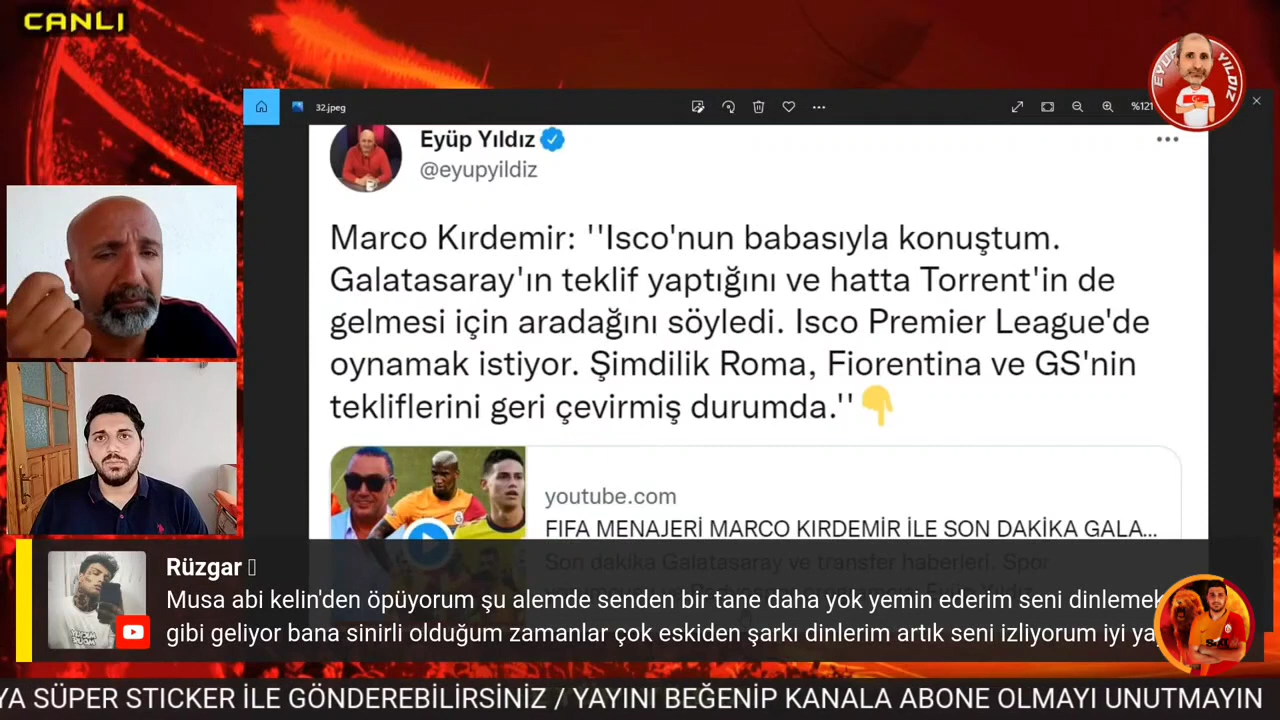 CANLI
32.jpeg
%121
EYÜP YILDIZ
Eyüp Yıldız
@eyupyildiz
Marco Kırdemir: ''Isco'nun babasıyla konuştum.
Galatasaray'ın teklif yaptığını ve hatta Torrent'in de
gelmesi için aradağını söyledi. Isco Premier League'de
oynamak istiyor. Şimdilik Roma, Fiorentina ve GS'nin
tekliflerini geri çevirmiş durumda.''
youtube.com
FIFA MENAJERİ MARCO KIRDEMİR İLE SON DAKİKA GALA...
Son dakika Galatasaray ve transfer haberleri. Spor
Rüzgar
Musa abi kelin'den öpüyorum şu alemde senden bir tane daha yok yemin ederim seni dinlemek
gibi geliyor bana sinirli olduğum zamanlar çok eskiden şarkı dinlerim artık seni izliyorum iyi ya
YA SÜPER STICKER İLE GÖNDEREBİLİRSİNİZ / YAYINI BEĞENİP KANALA ABONE OLMAYI UNUTMAYIN